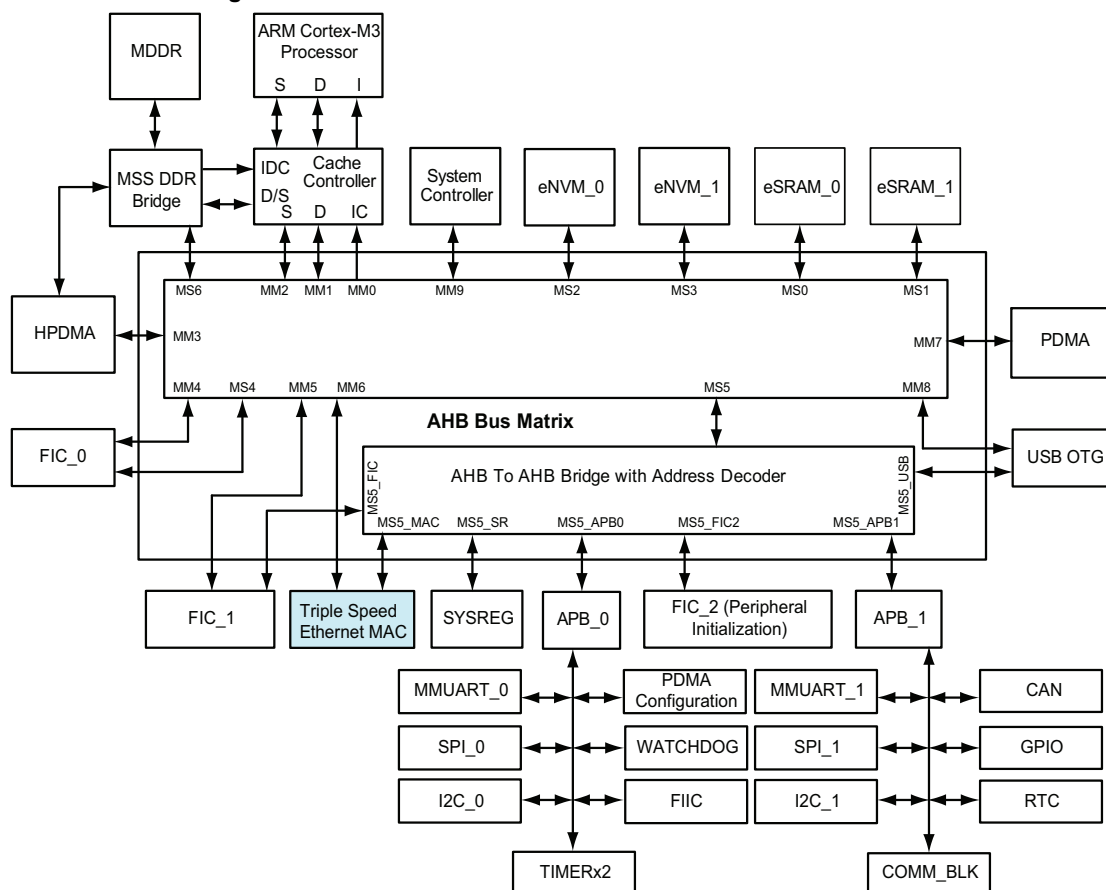 MDDR
ARM Cortex-M3
Processor
S D I
MSS DDR
Bridge
IDC
Cache
Controller
D/S
S D IC
System
Controller
eNVM_0
eNVM_1
eSRAM_0
eSRAM_1
MS6
MM2
MM1
MM0
MM9
MS2
MS3
MS0
MS1
HPDMA
MM3
MM7
PDMA
MM4
MS4
MM5
MM6
MS5
MM8
AHB Bus Matrix
FIC_0
USB OTG
AHB To AHB Bridge with Address Decoder
MS5_FIC
MS5_USB
MS5_MAC
MS5_SR
MS5_APB0
MS5_FIC2
MS5_APB1
FIC_1
Triple Speed
Ethernet MAC
SYSREG
APB_0
FIC_2 (Peripheral
Initialization)
APB_1
MMUART_0
PDMA
Configuration
MMUART_1
CAN
SPI_0
WATCHDOG
SPI_1
GPIO
I2C_0
FIIC
I2C_1
RTC
TIMERx2
COMM_BLK